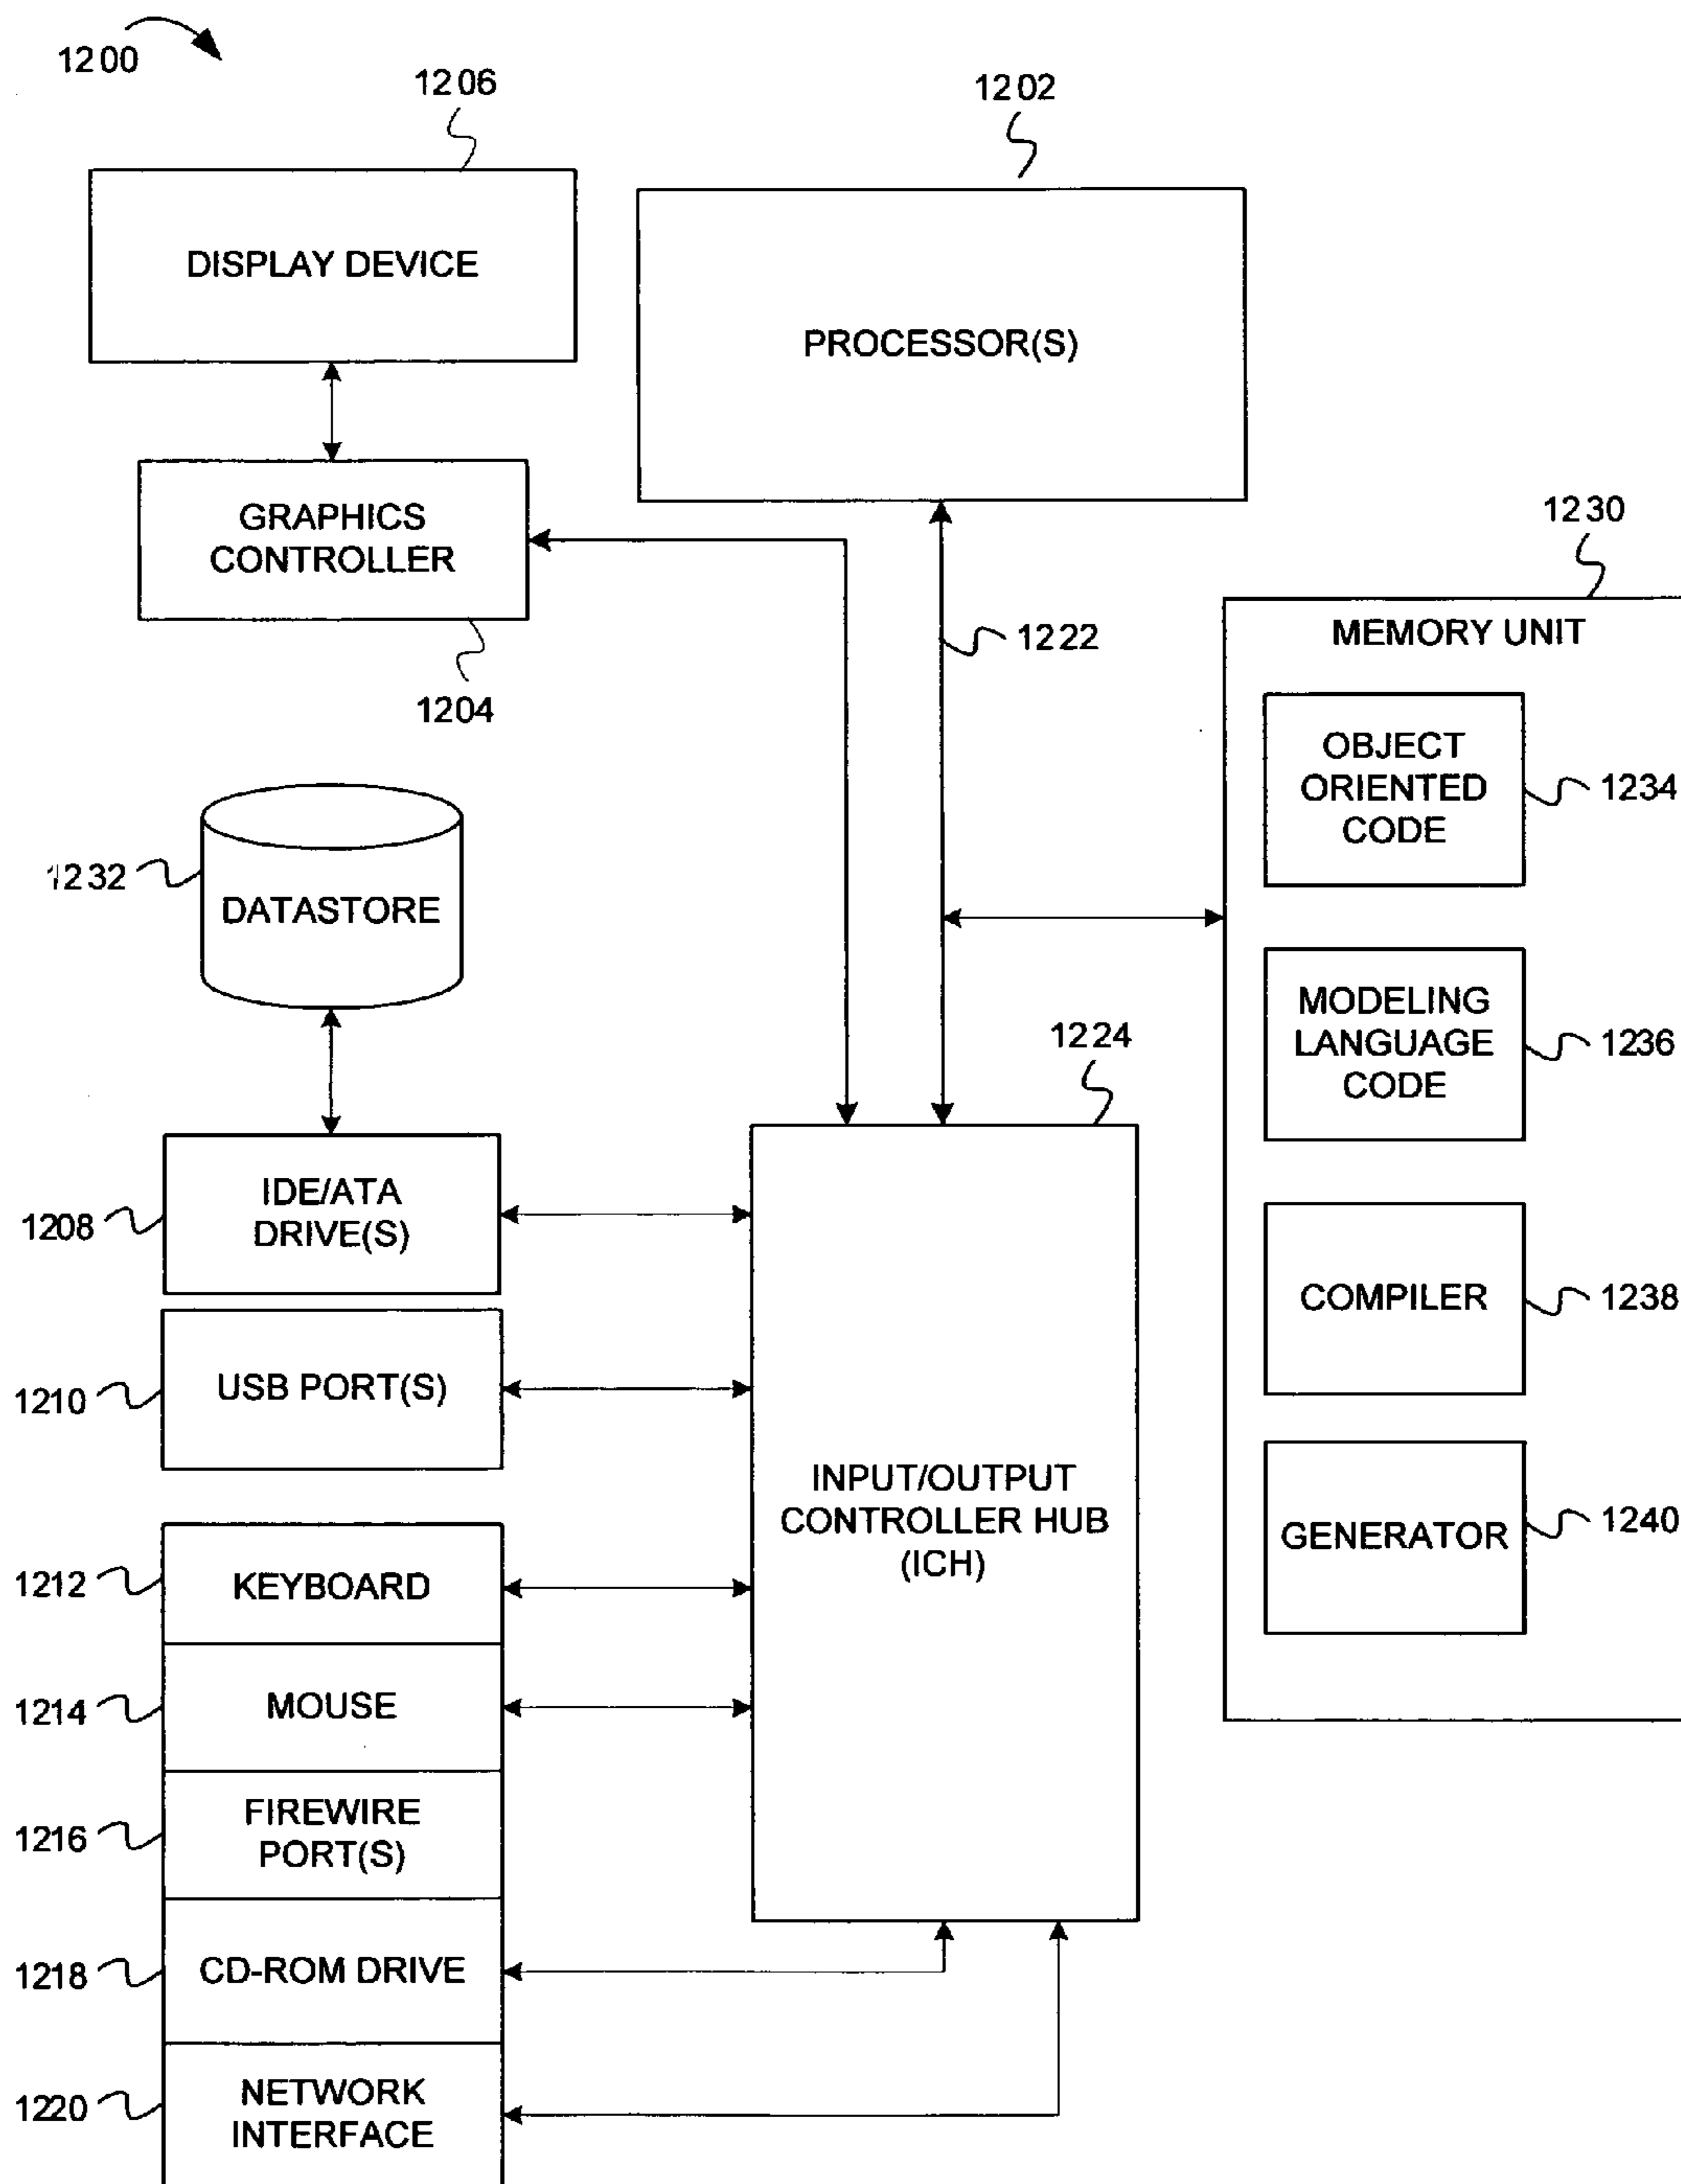 1200
1206
1202
DISPLAY DEVICE
PROCESSOR(S)
GRAPHICS
CONTROLLER
1204
1222
1230
MEMORY UNIT
OBJECT
ORIENTED
CODE
1234
1232
DATASTORE
MODELING
LANGUAGE
CODE
1236
1224
IDE/ATA
DRIVE(S)
1208
COMPILER
1238
USB PORT(S)
1210
INPUT/OUTPUT
CONTROLLER HUB
(ICH)
GENERATOR
1240
KEYBOARD
1212
MOUSE
1214
FIREWIRE
PORT(S)
1216
CD-ROM DRIVE
1218
NETWORK
INTERFACE
1220